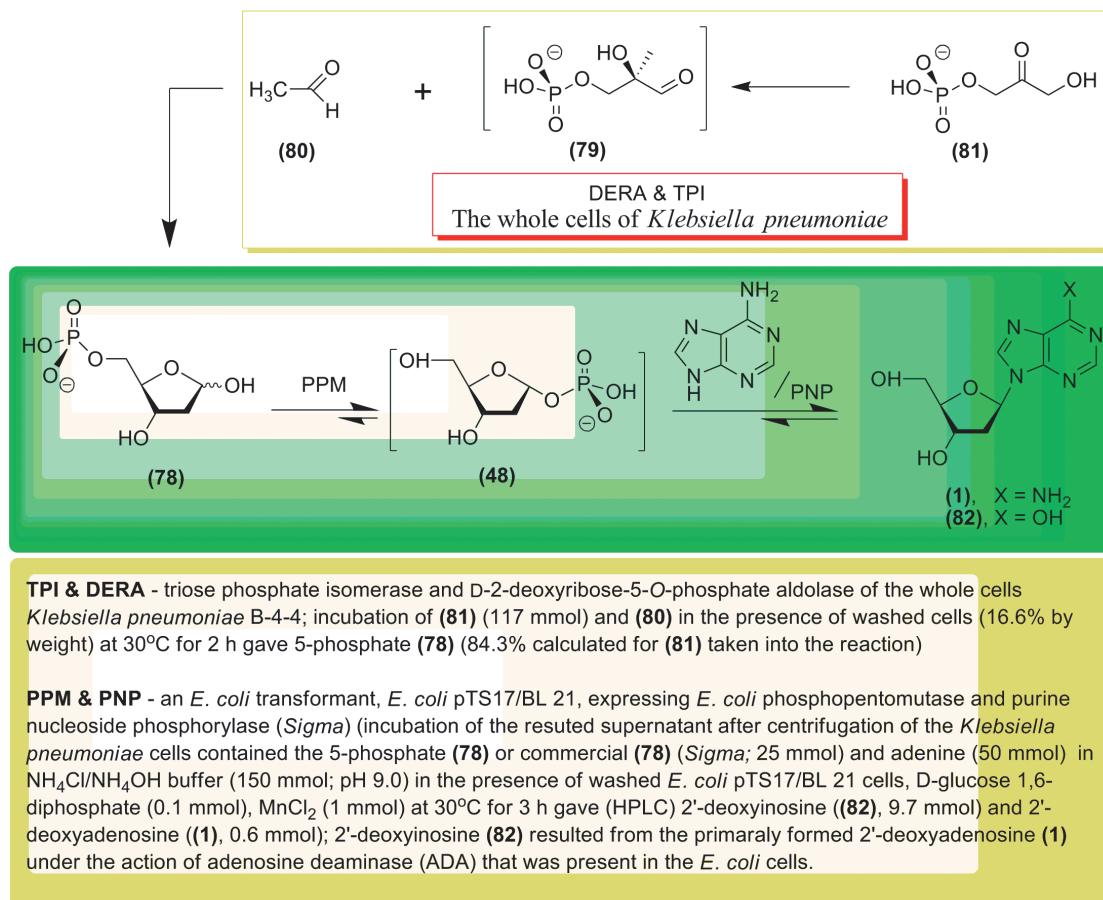 H₃C O H
(80)
+
O⊖ HO P O O HO O
(79)
O⊖ HO P O O O OH
(81)
DERA & TPI
The whole cells of Klebsiella pneumoniae
O HO P O O⊖ O OH HO
(78)
PPM
HO O O P O OH O⊖ HO
(48)
NH₂ N N N N H
/ PNP
X N N N N OH O HO
(1), X = NH₂
(82), X = OH
TPI & DERA - triose phosphate isomerase and D-2-deoxyribose-5-O-phosphate aldolase of the whole cells
Klebsiella pneumoniae B-4-4; incubation of (81) (117 mmol) and (80) in the presence of washed cells (16.6% by
weight) at 30°C for 2 h gave 5-phosphate (78) (84.3% calculated for (81) taken into the reaction)
PPM & PNP - an E. coli transformant, E. coli pTS17/BL 21, expressing E. coli phosphopentomutase and purine
nucleoside phosphorylase (Sigma) (incubation of the resuted supernatant after centrifugation of the Klebsiella
pneumoniae cells contained the 5-phosphate (78) or commercial (78) (Sigma; 25 mmol) and adenine (50 mmol) in
NH₄Cl/NH₄OH buffer (150 mmol; pH 9.0) in the presence of washed E. coli pTS17/BL 21 cells, D-glucose 1,6-
diphosphate (0.1 mmol), MnCl₂ (1 mmol) at 30°C for 3 h gave (HPLC) 2'-deoxyinosine ((82), 9.7 mmol) and 2'-
deoxyadenosine ((1), 0.6 mmol); 2'-deoxyinosine (82) resulted from the primaraly formed 2'-deoxyadenosine (1)
under the action of adenosine deaminase (ADA) that was present in the E. coli cells.